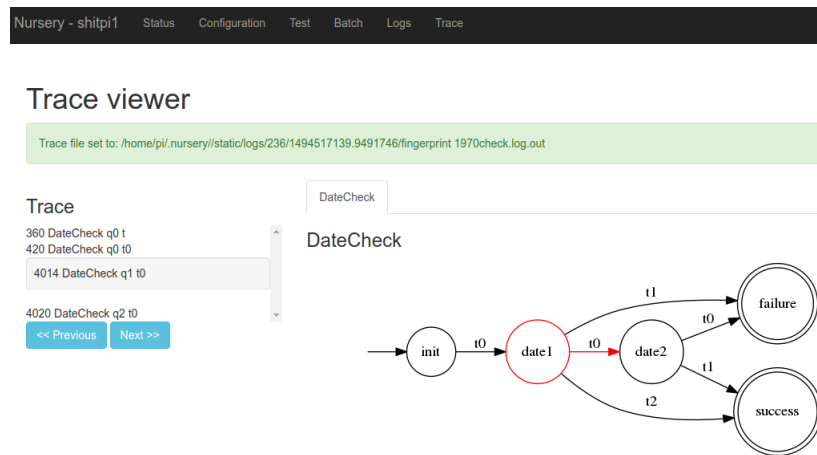 Nursery - shitpi1 Status Configuration Test Batch Logs Trace
Trace viewer
Trace file set to: /home/pi/.nursery//static/logs/236/1494517139.9491746/fingerprint 1970check.log.out
Trace
360 DateCheck q0 t
420 DateCheck q0 t0
4014 DateCheck q1 t0
4020 DateCheck q2 t0
<< Previous Next >>
DateCheck
DateCheck
t1
failure
t0
init
t0
date1
t0
date2
t1
t2
success